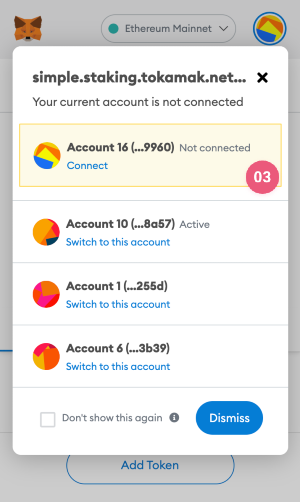 Ethereum Mainnet
simple.staking.tokamak.net...
Your current account is not connected
Account 16 (...9960) Not connected
Connect
03
Account 10 (...8a57) Active
Switch to this account
Account 1 (...255d)
Switch to this account
Account 6 (...3b39)
Switch to this account
Don't show this again
Dismiss
Add Token